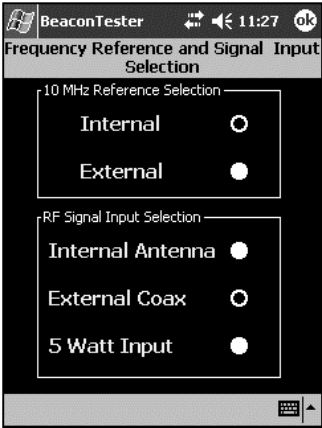 BeaconTester 11:27 ok
Frequency Reference and Signal Input
Selection
10 MHz Reference Selection
Internal
External
RF Signal Input Selection
Internal Antenna
External Coax
5 Watt Input